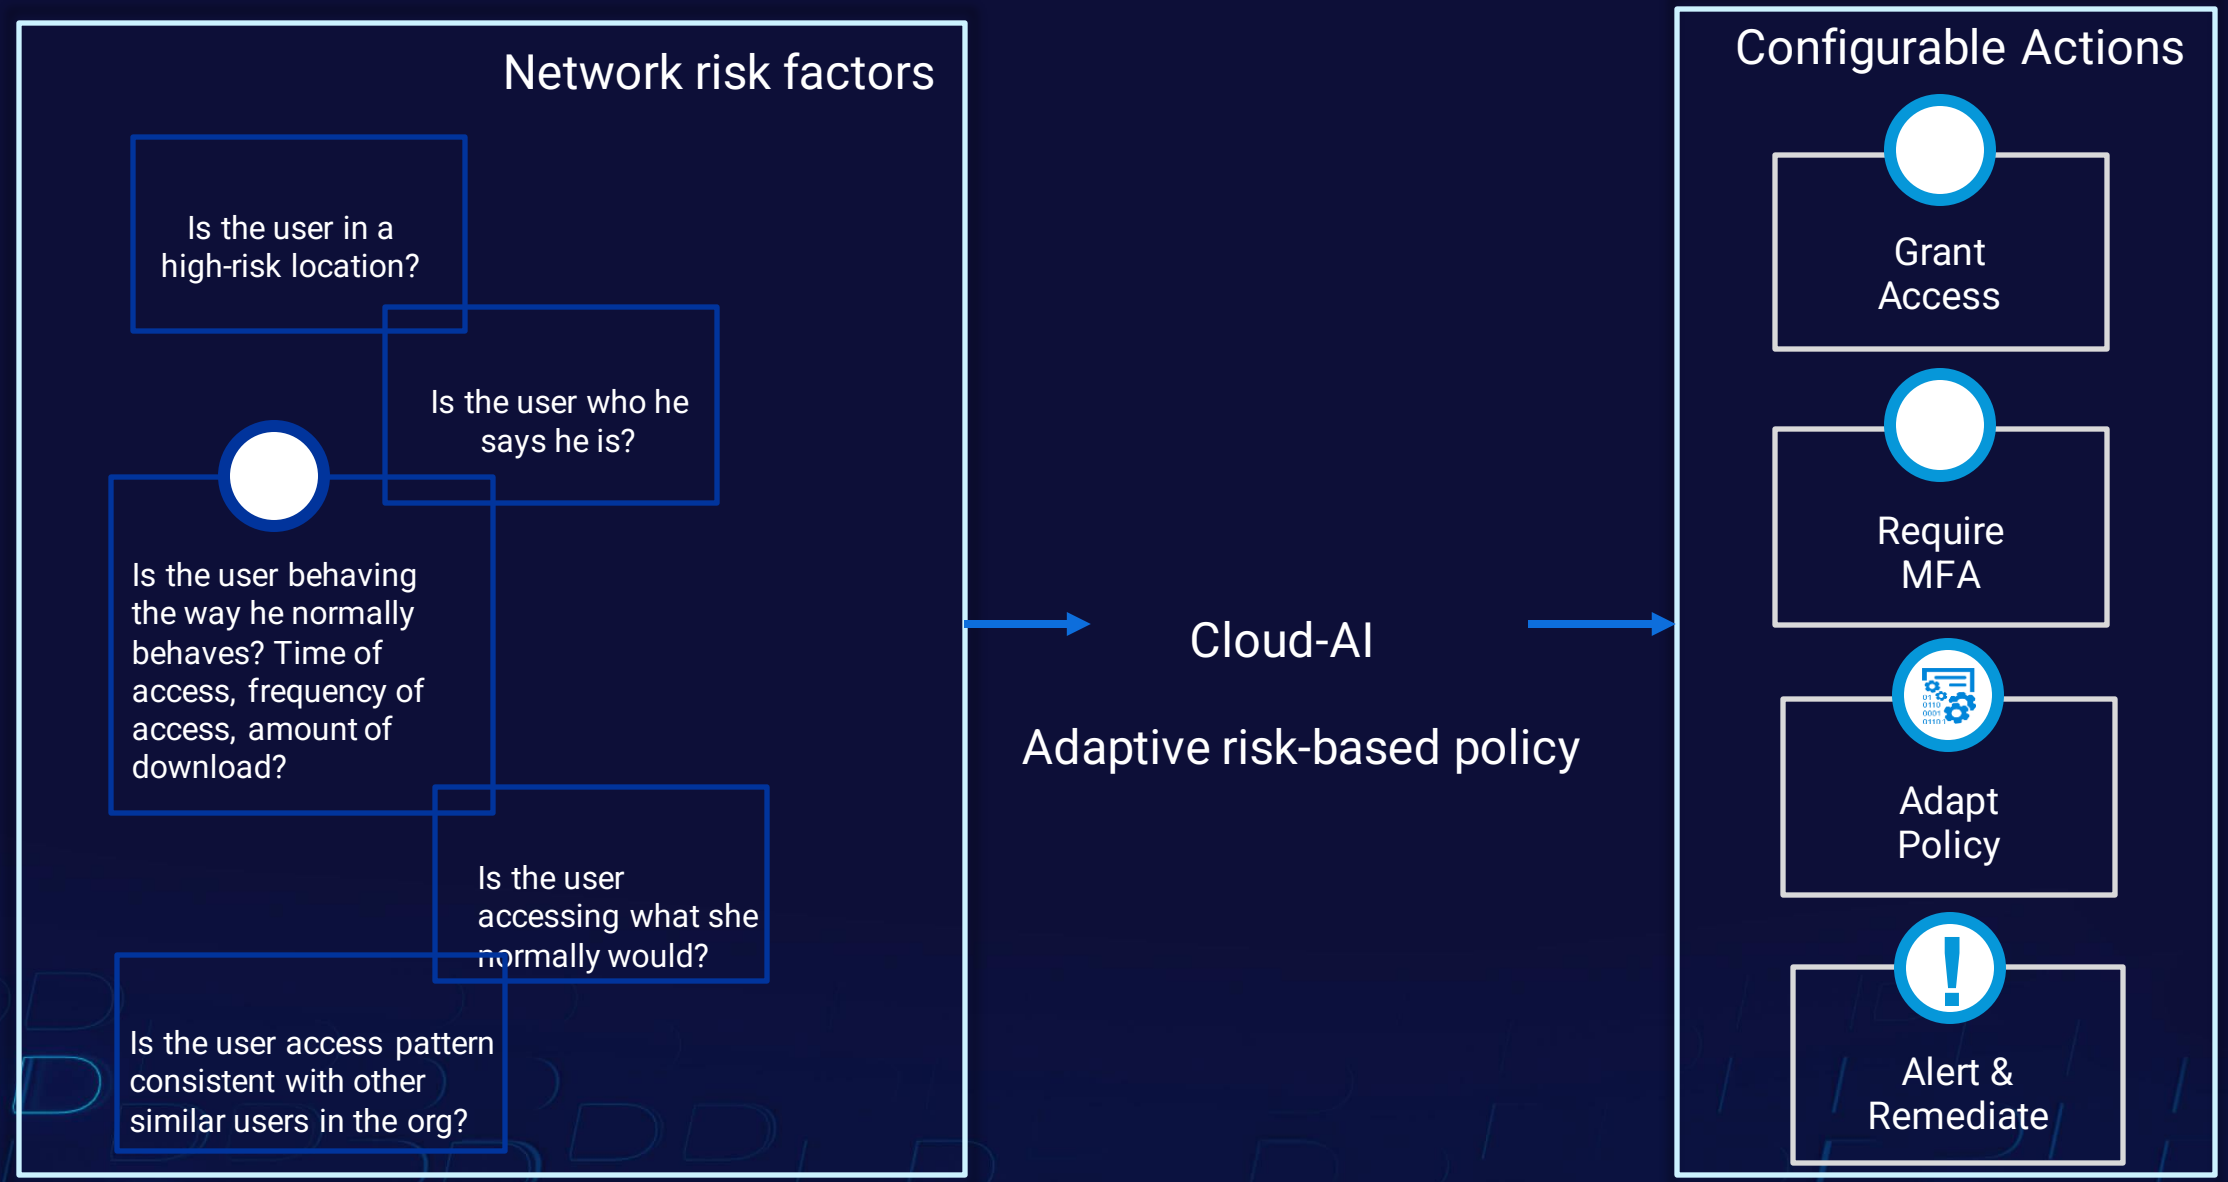 Network risk factors
Is the user in a
high-risk location?
Is the user who he
says he is?
Is the user behaving
the way he normally
behaves? Time of
access, frequency of
access, amount of
download?
Is the user
accessing what she
normally would?
Is the user access pattern
consistent with other
similar users in the org?
Cloud-AI
Adaptive risk-based policy
Configurable Actions
Grant
Access
Require
MFA
Adapt
Policy
!
Alert &
Remediate